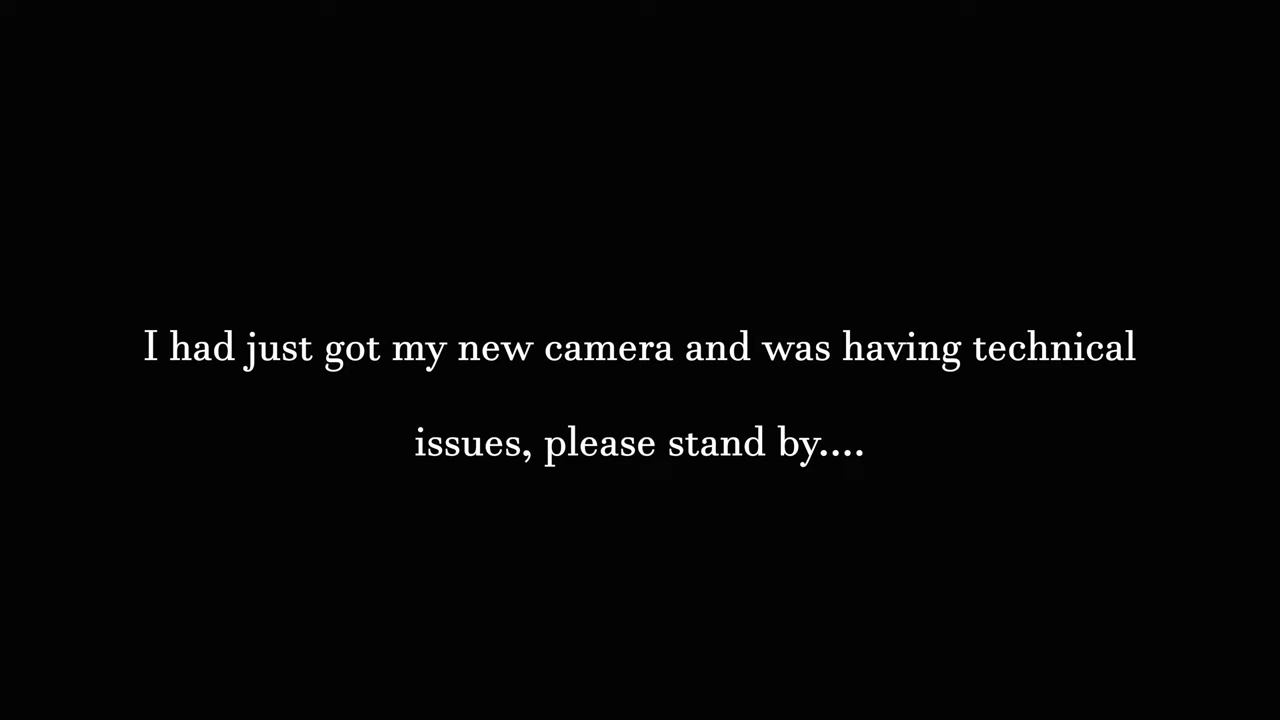 I had just got my new camera and was having technical
issues, please stand by....